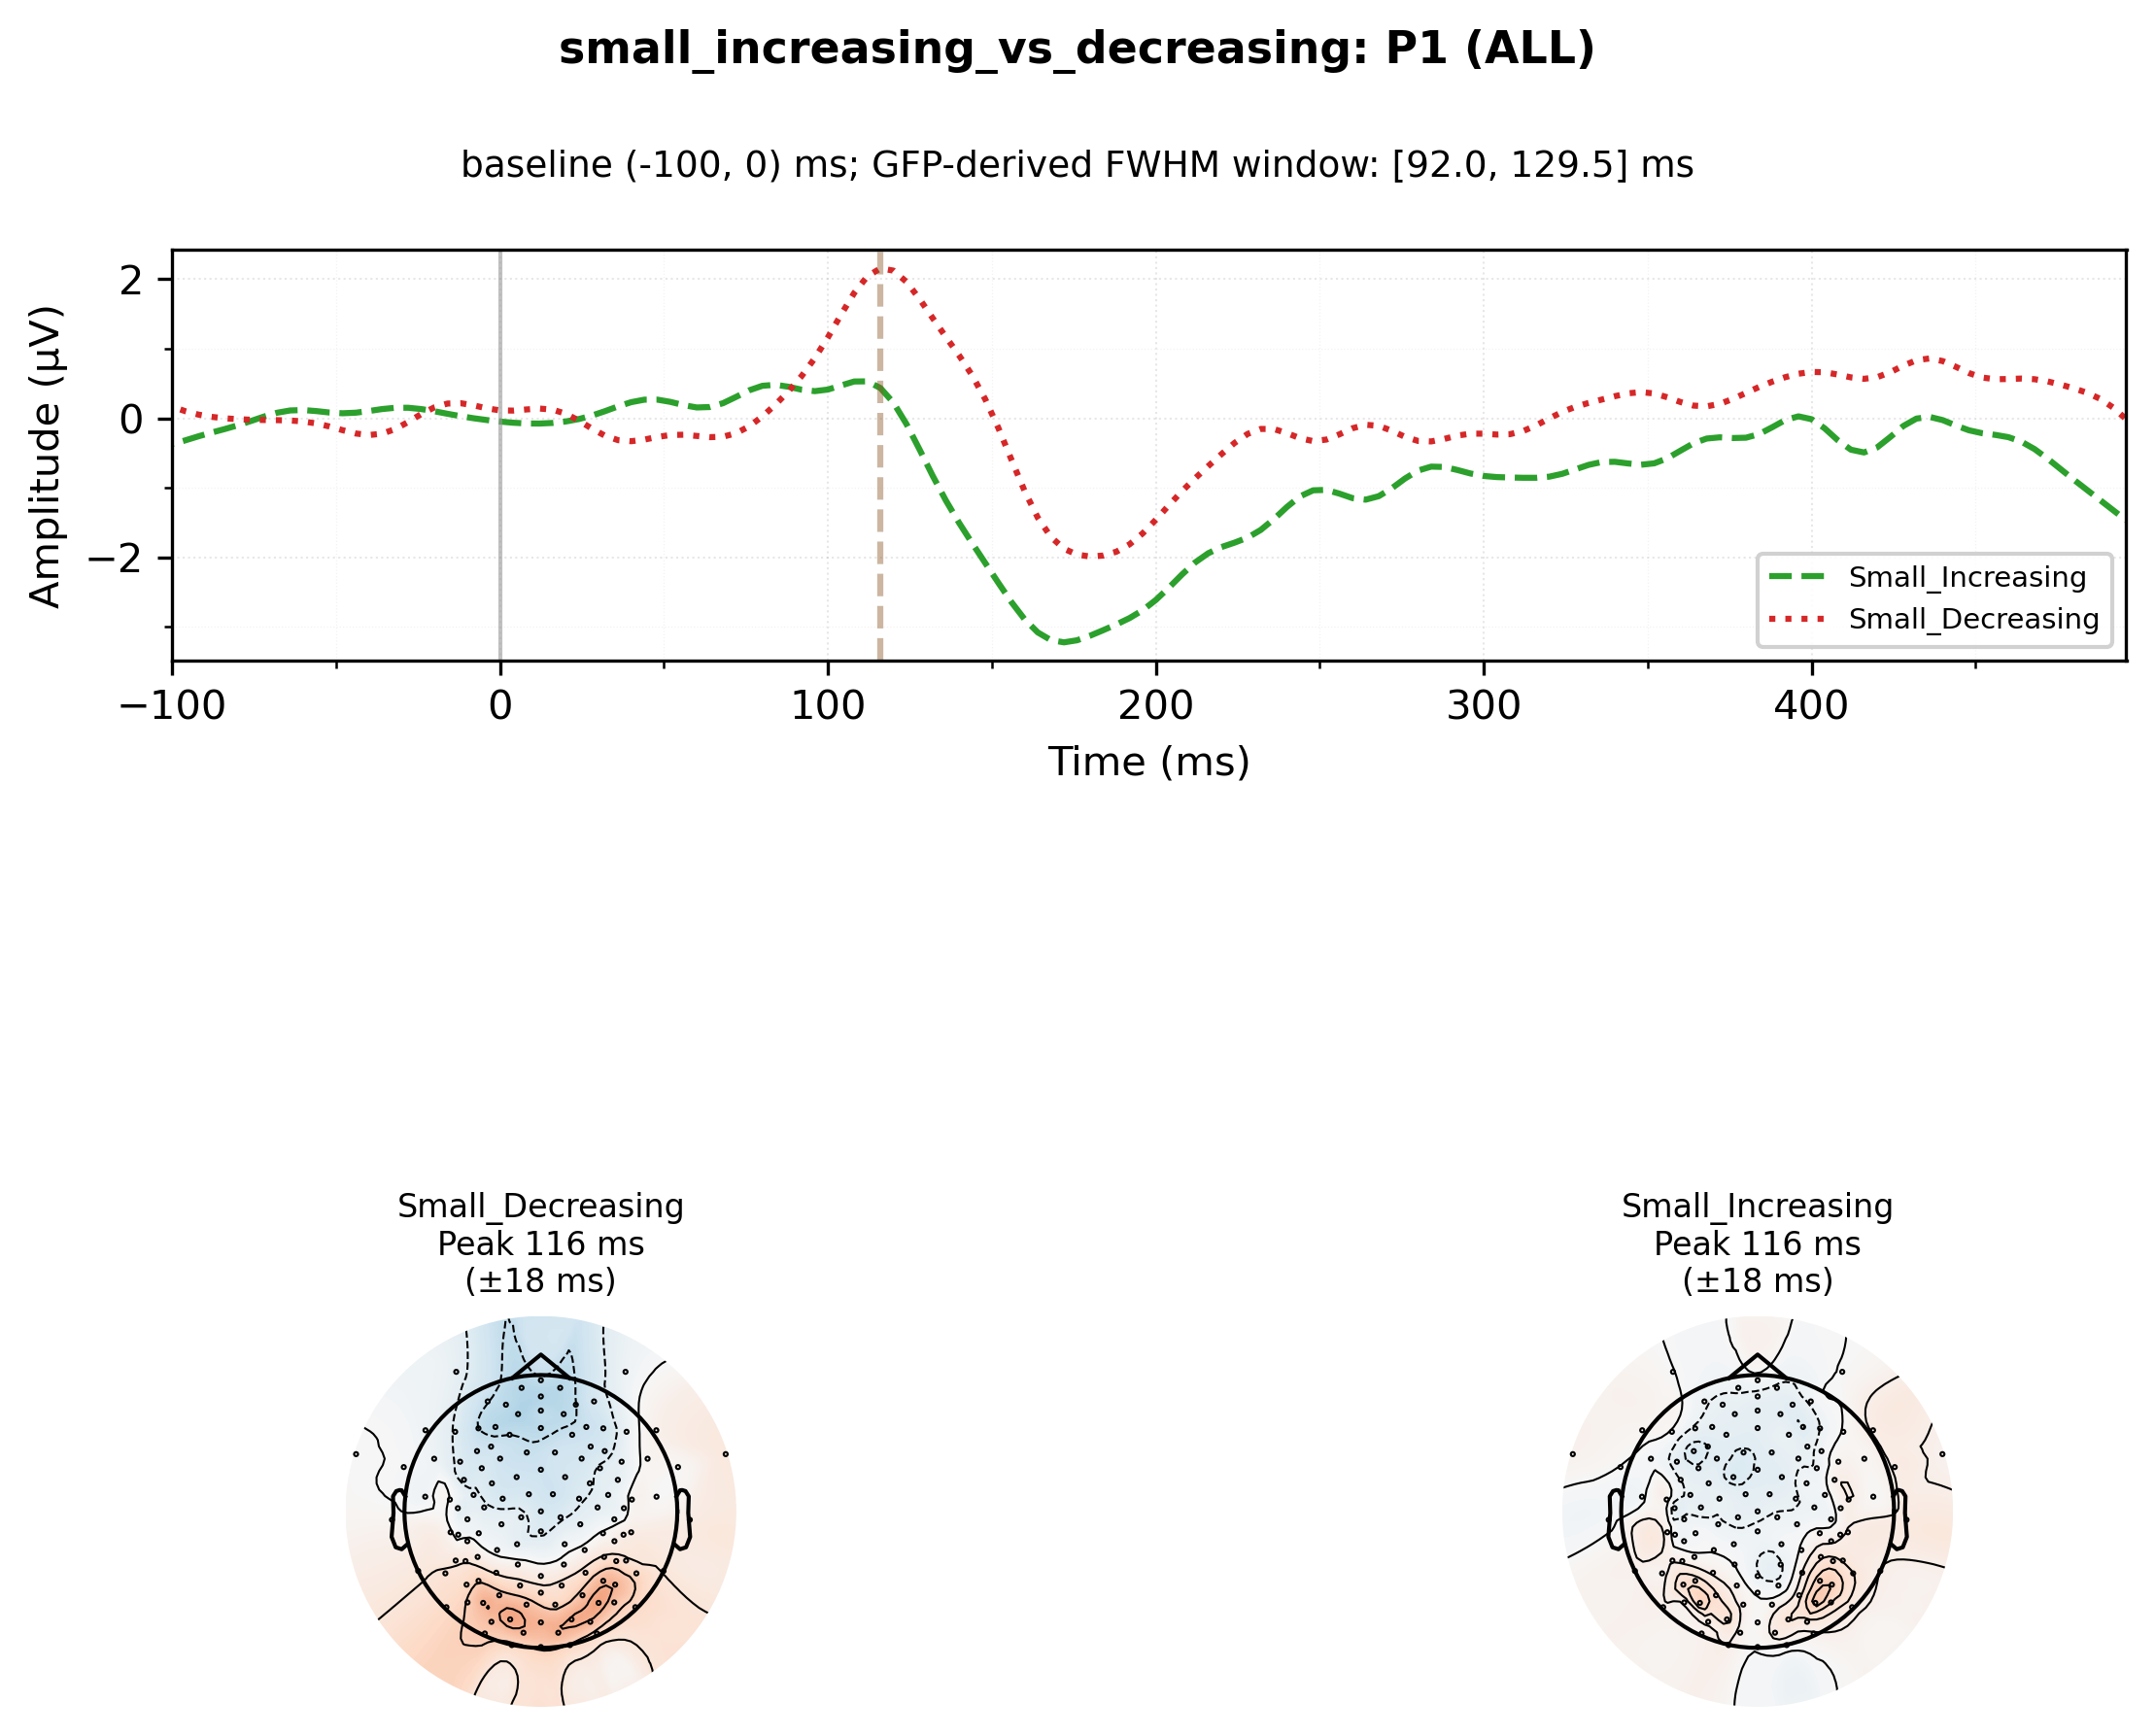 small_increasing_vs_decreasing: P1 (ALL)
baseline (-100, 0) ms; GFP-derived FWHM window: [92.0, 129.5] ms
Amplitude (µV)
2
0
−2
Small_Increasing
Small_Decreasing
−100 0 100 200 300 400
Time (ms)
Small_Decreasing
Peak 116 ms
(±18 ms)
Small_Increasing
Peak 116 ms
(±18 ms)